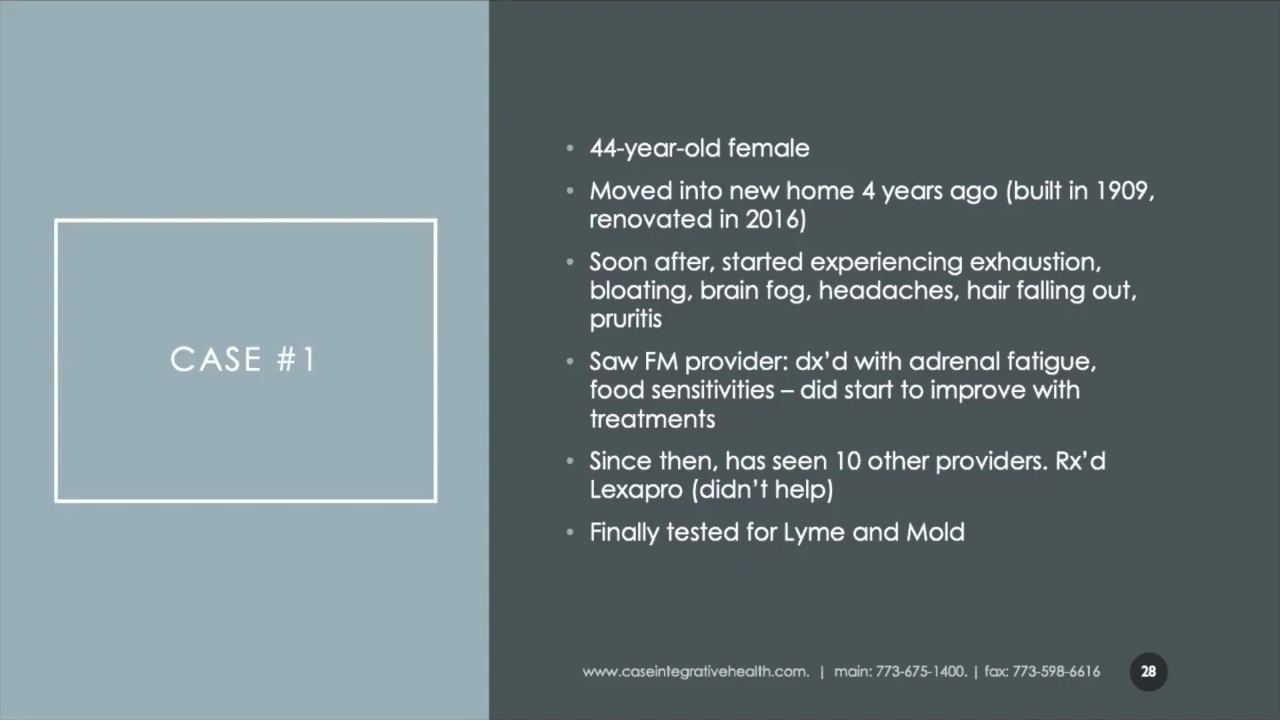 CASE #1
• 44-year-old female
• Moved into new home 4 years ago (built in 1909,
renovated in 2016)
• Soon after, started experiencing exhaustion,
bloating, brain fog, headaches, hair falling out,
pruritis
• Saw FM provider: dx’d with adrenal fatigue,
food sensitivities – did start to improve with
treatments
• Since then, has seen 10 other providers. Rx’d
Lexapro (didn’t help)
• Finally tested for Lyme and Mold
www.caseintegrativehealth.com. | main: 773-675-1400. | fax: 773-598-6616
28